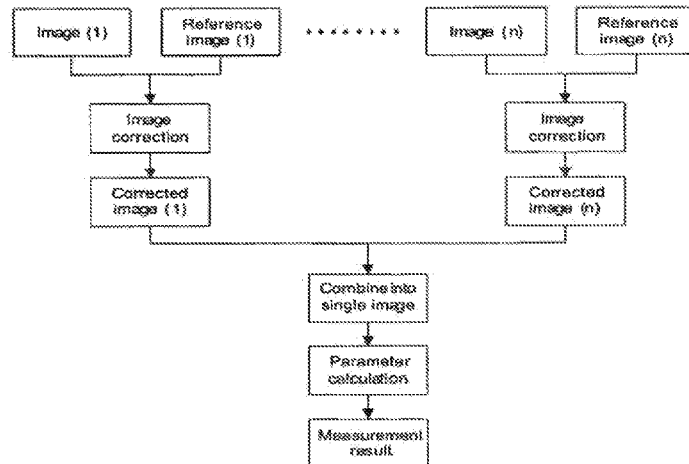 Image (1)
Reference
image (1)
Image (n)
Reference
image (n)
Image
correction
Image
correction
Corrected
image (1)
Corrected
image (n)
Combine into
single image
Parameter
calculation
Measurement
result